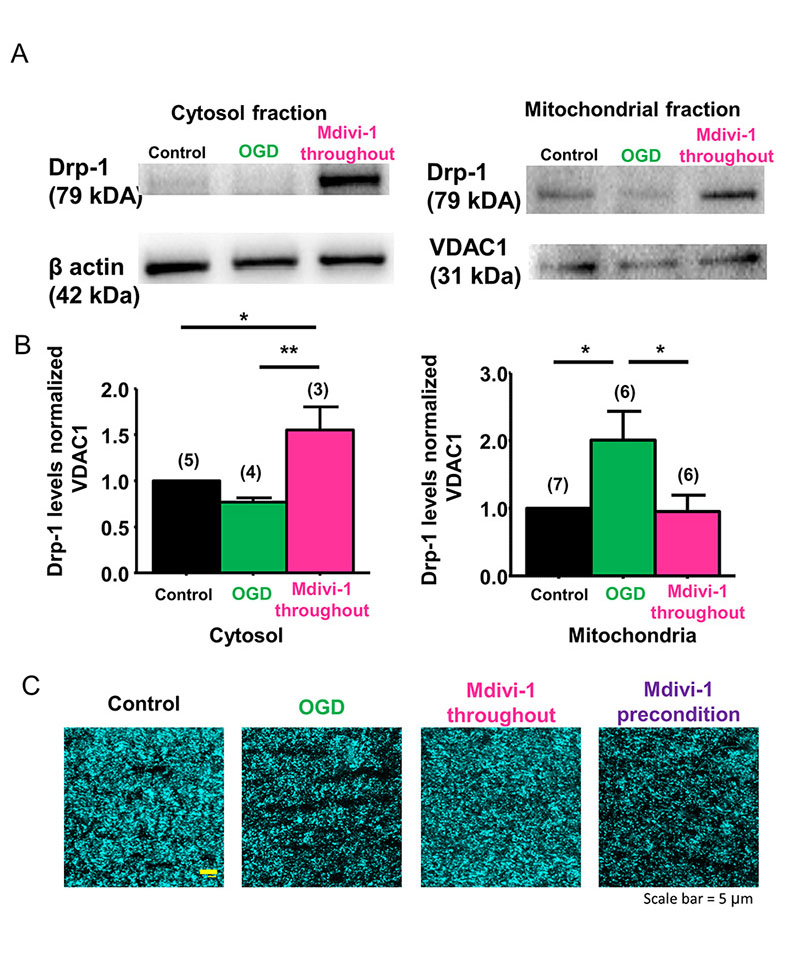 A
Cytosol fraction
Control
OGD
Mdivi-1
throughout
Drp-1
(79 kDA)
β actin
(42 kDa)
Mitochondrial fraction
Control
OGD
Mdivi-1
throughout
Drp-1
(79 kDA)
VDAC1
(31 kDa)
B
Drp-1 levels normalized
VDAC1
2.0
1.5
1.0
0.5
0.0
*
**
(5)
(4)
(3)
Control
OGD
Mdivi-1
throughout
Cytosol
Drp-1 levels normalized
VDAC1
3.0
2.0
1.0
0.0
*
*
(7)
(6)
(6)
Control
OGD
Mdivi-1
throughout
Mitochondria
C
Control
OGD
Mdivi-1
throughout
Mdivi-1
precondition
Scale bar = 5 μm